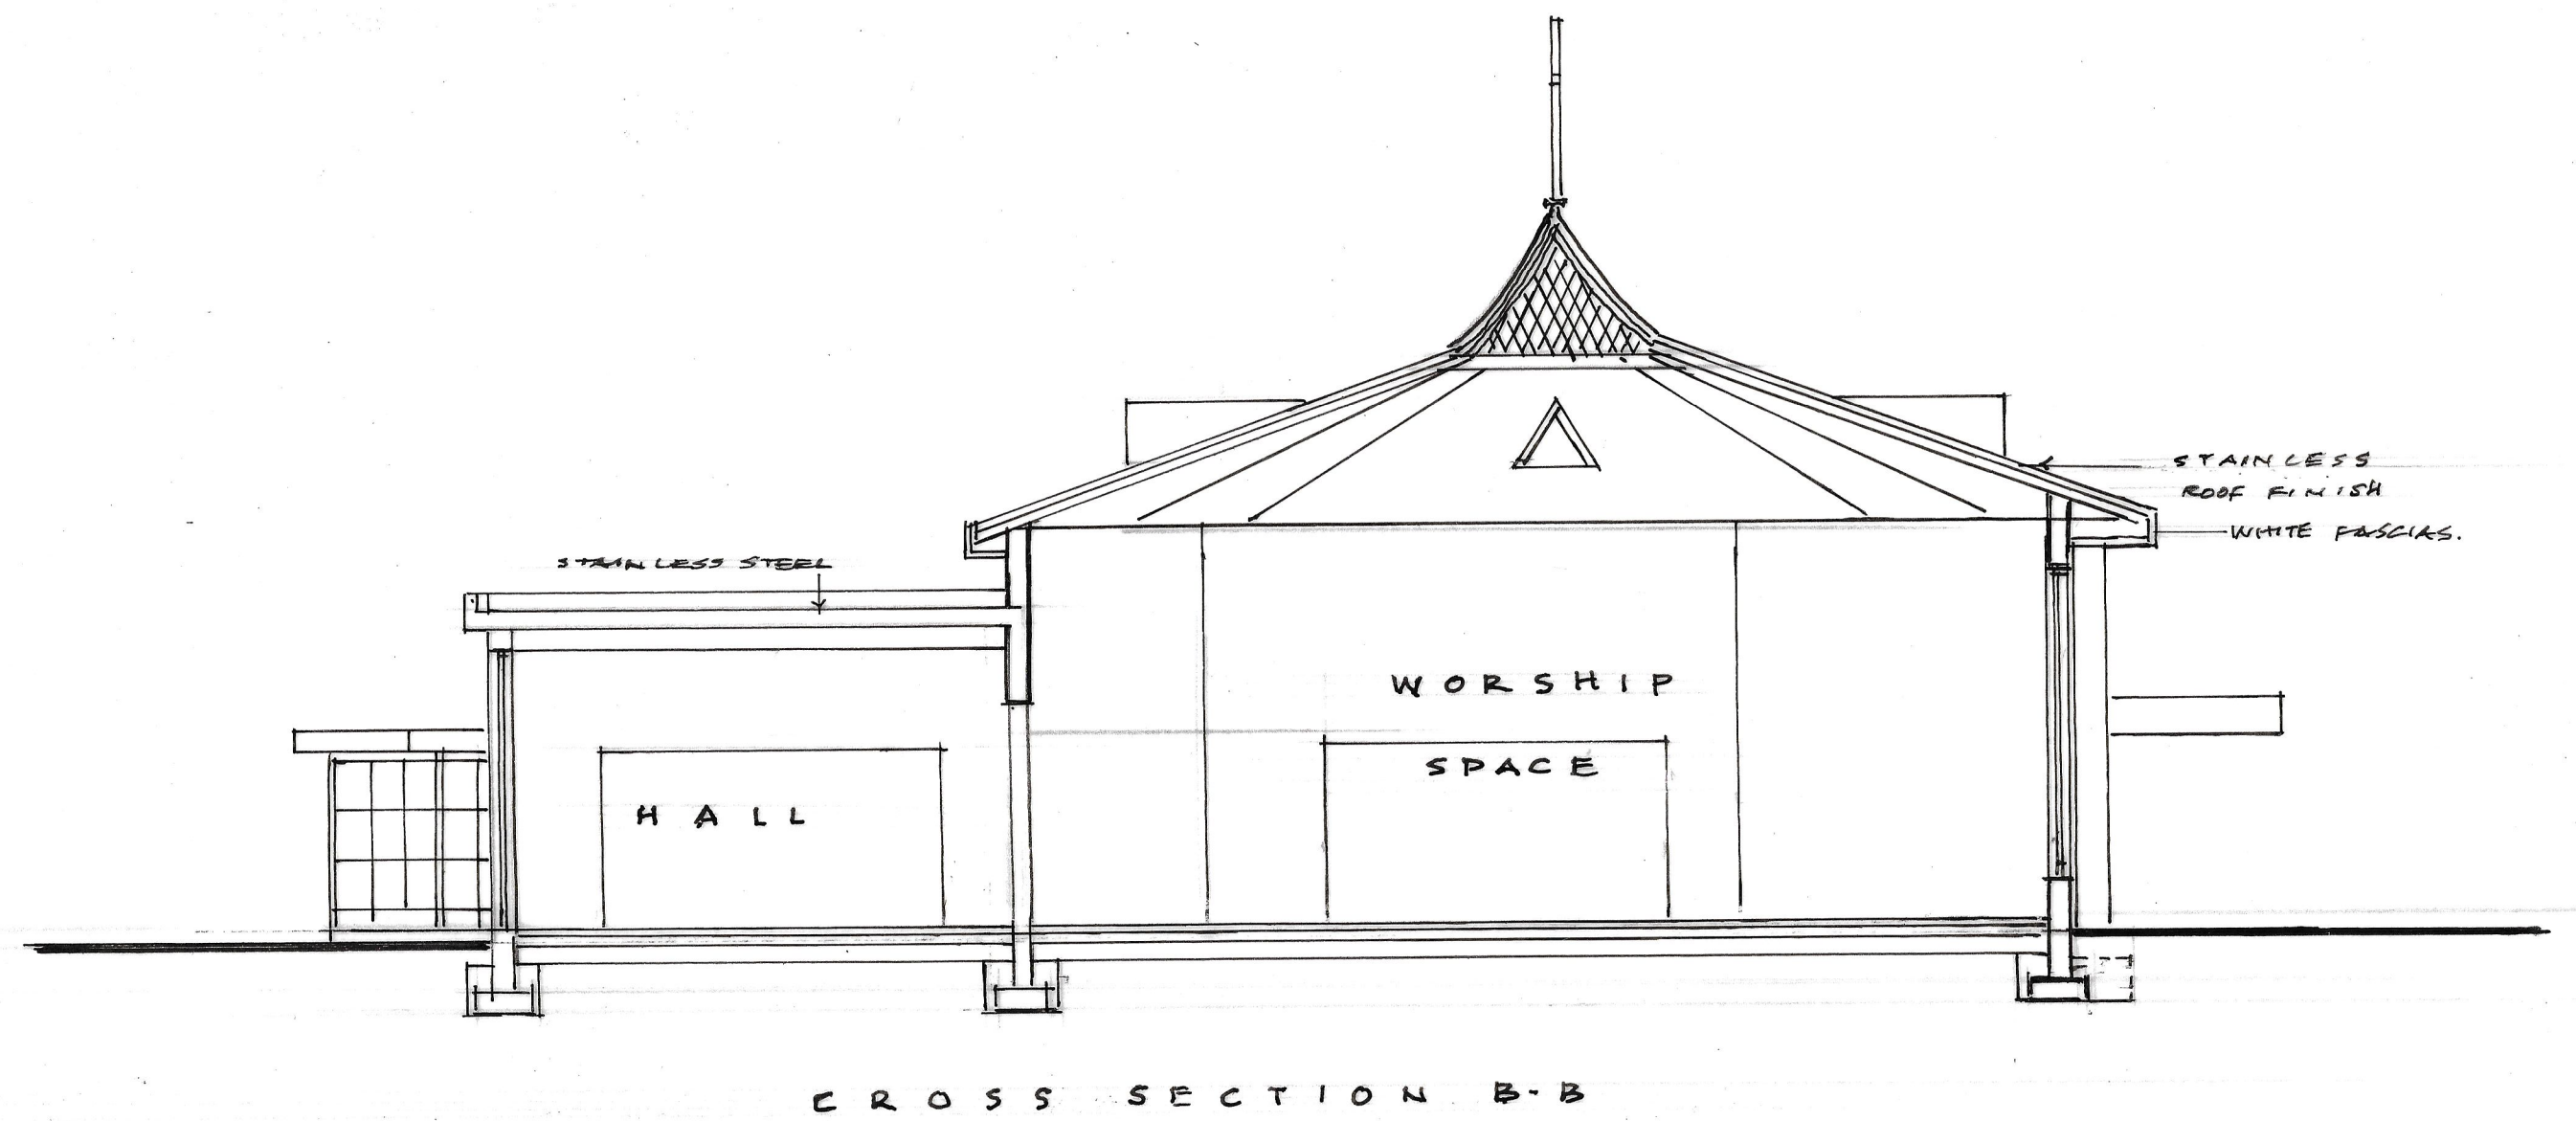 STAINLESS
ROOF FINISH
WHITE FASCIAS.
STAINLESS STEEL
WORSHIP
SPACE
HALL
CROSS SECTION B-B